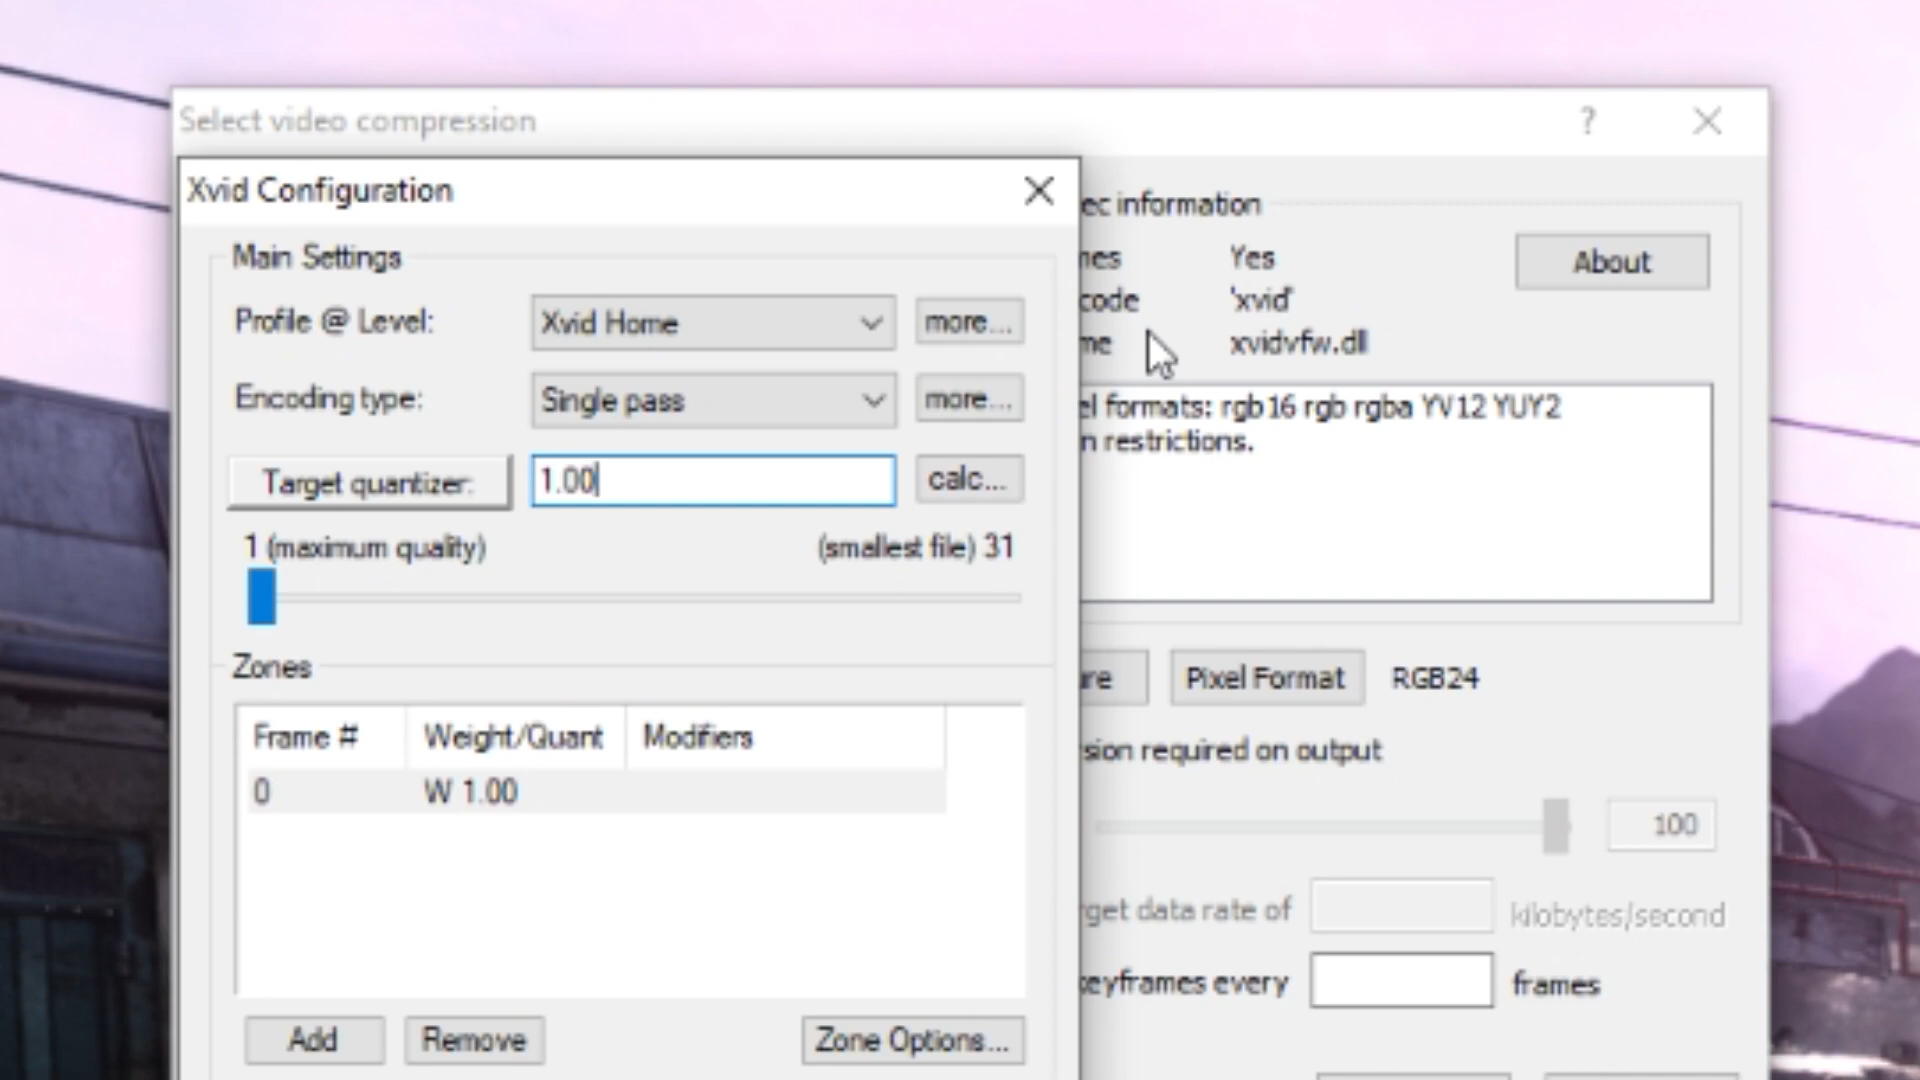 Select video compression
?
Xvid Configuration
Main Settings
Profile @ Level:
Xvid Home
more...
Encoding type:
Single pass
more...
Target quantizer:
1.00
calc...
1 (maximum quality)
(smallest file) 31
Zones
Frame #
Weight/Quant
Modifiers
0
W 1.00
Add
Remove
Zone Options...
ec information
Yes
About
code
'xvid'
me
xvidvfw.dll
el formats: rgb16 rgb rgba YV12 YUY2
n restrictions.
re
Pixel Format
RGB24
sion required on output
100
get data rate of
kilobytes/second
keyframes every
frames